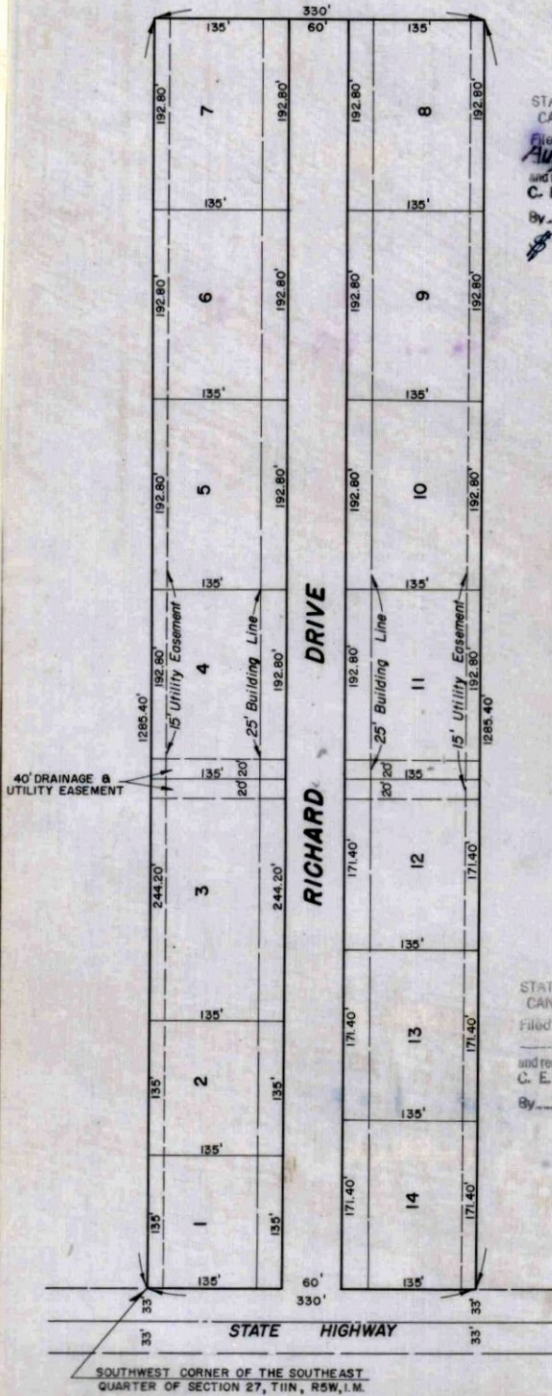 330'
135' 60'
192.80' 7 192.80' 192.80' 8 192.80'
135' 135'
192.80' 6 192.80' 192.80' 9 192.80'
135' 135'
192.80' 5 192.80' 192.80' 10 192.80'
135' 135'
1285.40' 192.80' 15' Utility Easement 4 25' Building Line 192.80' 192.80' 25' Building Line 11 15' Utility Easement 192.80' 1285.40'
RICHARD DRIVE
40' DRAINAGE &
UTILITY EASEMENT
135' 20' 20' 20' 20' 135'
244.20' 3 244.20' 171.40' 12 171.40'
135' 135'
135' 2 135' 171.40' 13 171.40'
135' 135'
135' 1 135' 171.40' 14 171.40'
135' 60' 135'
330'
33' 33'
STATE HIGHWAY
33' 33'
SOUTHWEST CORNER OF THE SOUTHEAST
QUARTER OF SECTION 27, T11N, R5W, I.M.
C. E.
By